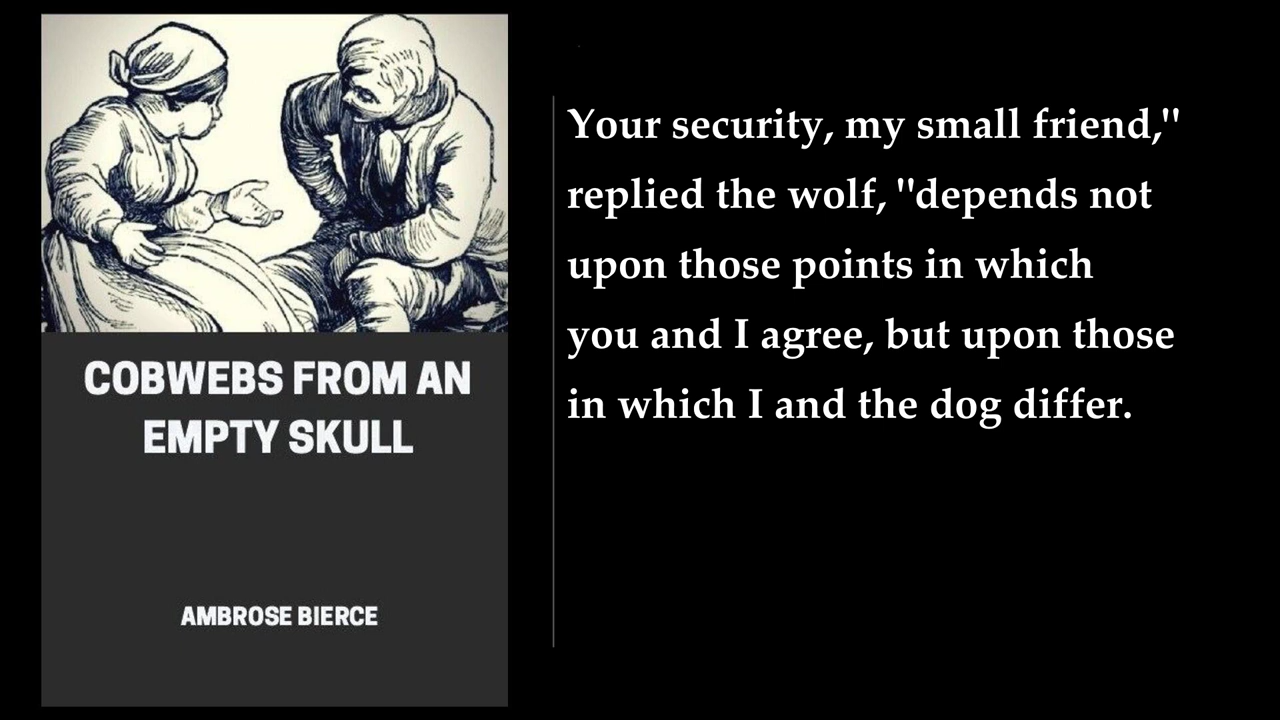 COBWEBS FROM AN
EMPTY SKULL
AMBROSE BIERCE
Your security, my small friend,"
replied the wolf, "depends not
upon those points in which
you and I agree, but upon those
in which I and the dog differ.